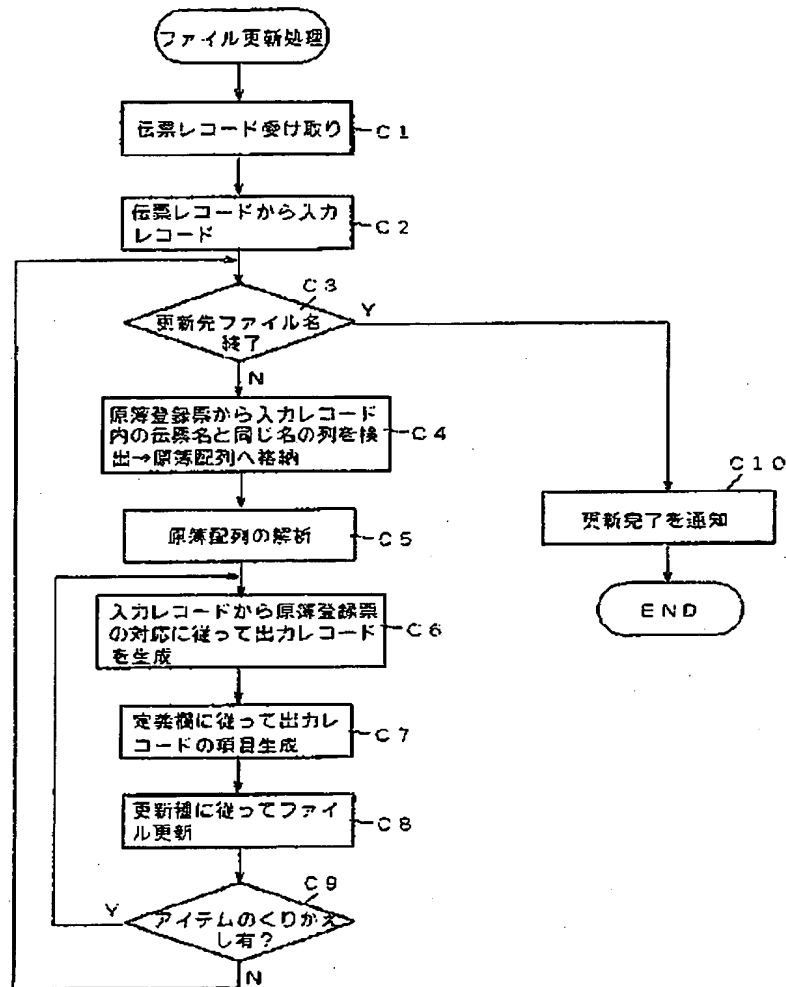 ファイル更新処理
伝票レコード受け取り
C1
伝票レコードから入力
レコード
C2
C3
更新先ファイル名
終了
Y
N
原簿登録票から入力レコード
内の伝票名と同じ名の列を検
出→原簿配列へ格納
C4
C10
更新完了を通知
原簿配列の解析
C5
END
入力レコードから原簿登録票
の対応に従って出力レコード
を生成
C6
定義欄に従って出力レ
コードの項目生成
C7
更新種に従ってファイ
ル更新
C8
C9
アイテムのくりかえ
し有?
Y
N